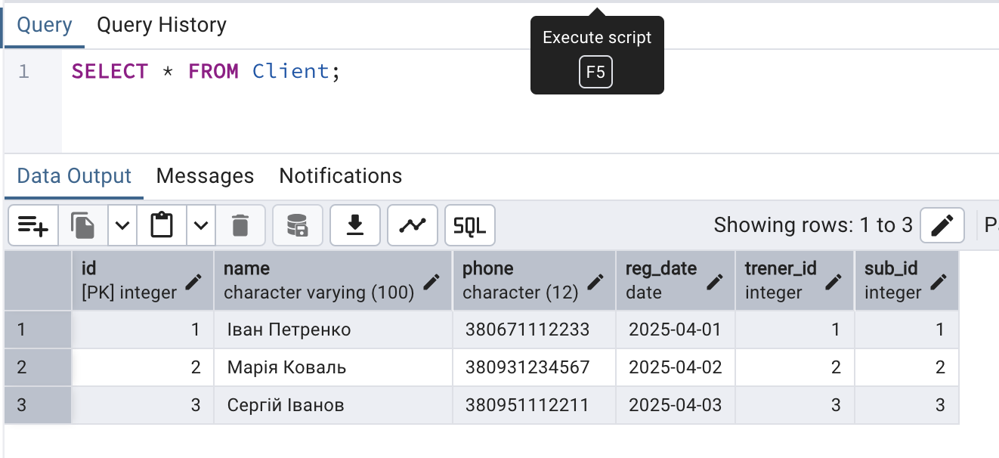 Query Query History
Execute script
F5
1 SELECT * FROM Client;
Data Output Messages Notifications
SQL Showing rows: 1 to 3
id name phone reg_date trener_id sub_id
[PK] integer character varying (100) character (12) date integer integer
1 1 Іван Петренко 380671112233 2025-04-01 1 1
2 2 Марія Коваль 380931234567 2025-04-02 2 2
3 3 Сергій Іванов 380951112211 2025-04-03 3 3